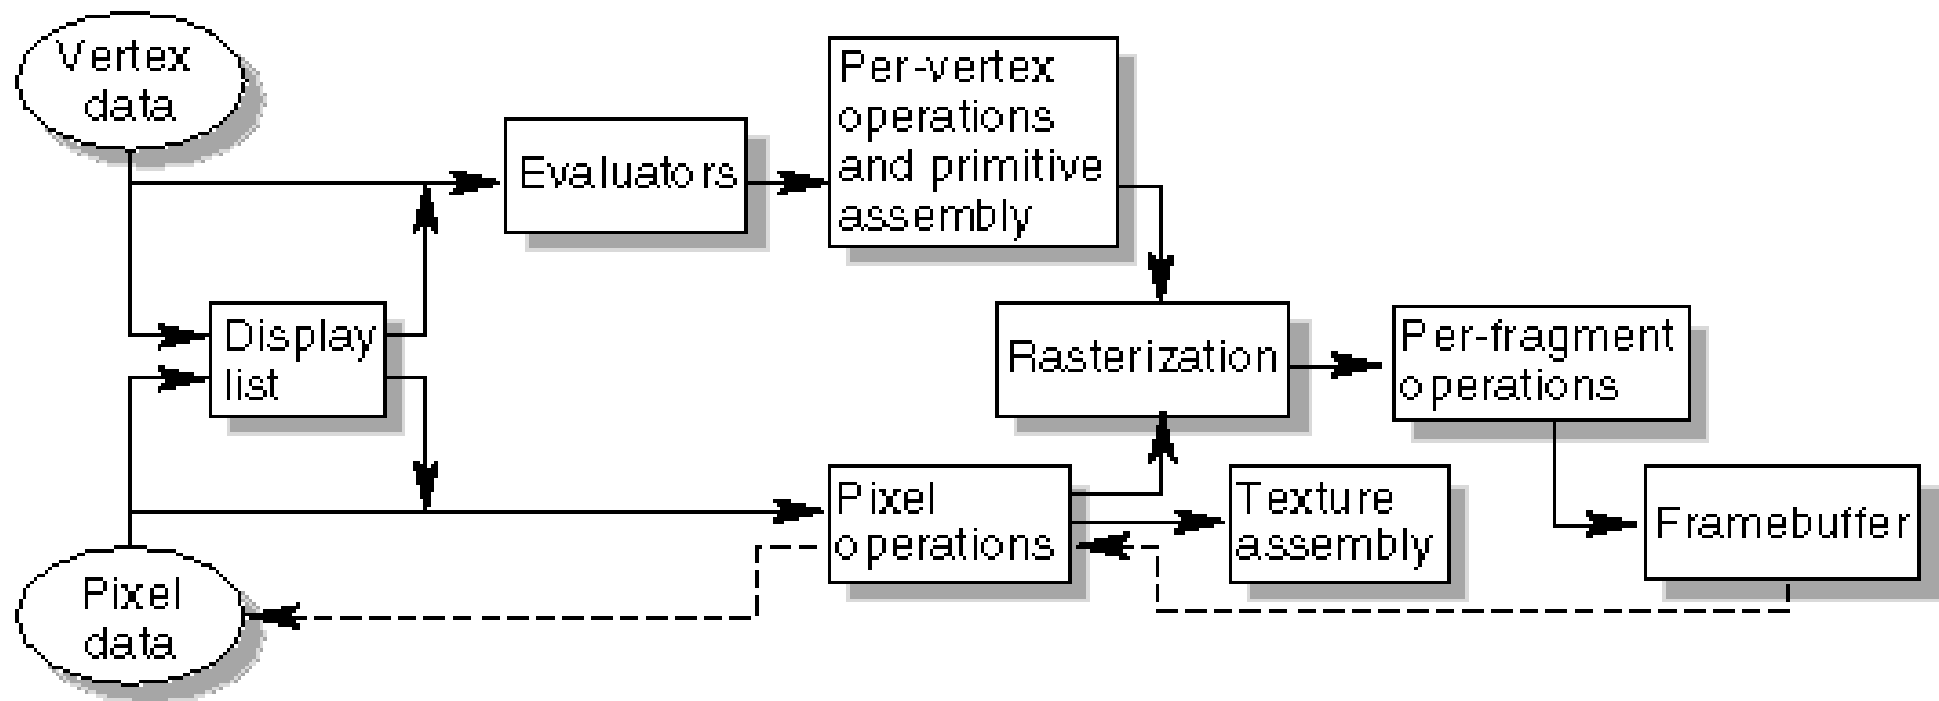 Vertex
data
Evaluators
Per-vertex
operations
and primitive
assembly
Display
list
Rasterization
Per-fragment
operations
Pixel
operations
Texture
assembly
Framebuffer
Pixel
data